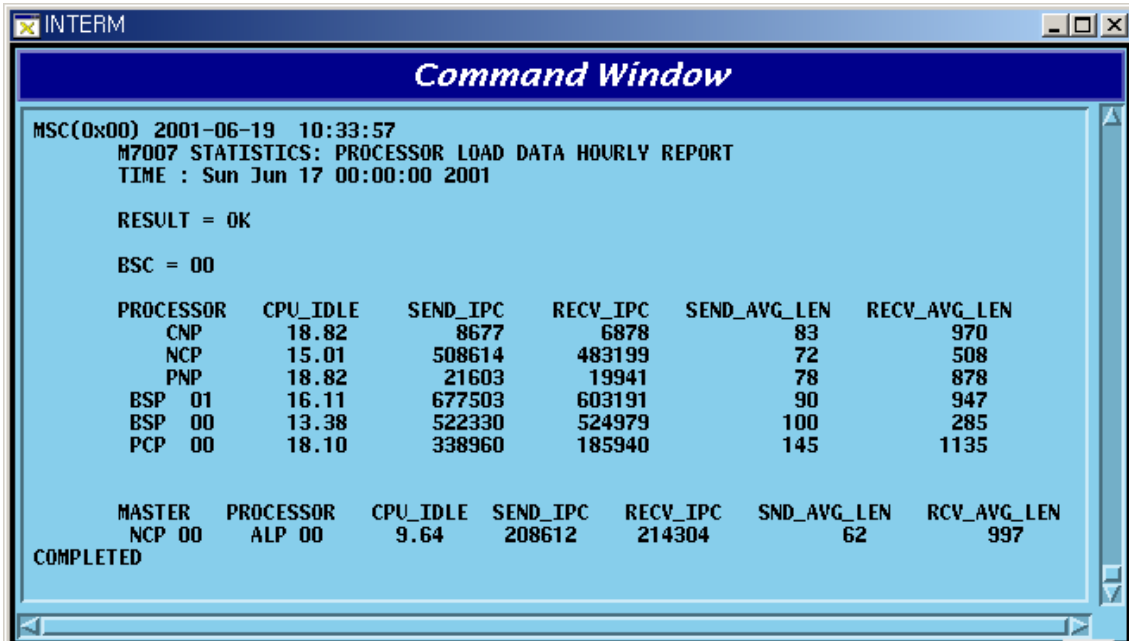 INTERM
Command Window
MSC(0x00) 2001-06-19 10:33:57
M7007 STATISTICS: PROCESSOR LOAD DATA HOURLY REPORT
TIME : Sun Jun 17 00:00:00 2001
RESULT = OK
BSC = 00
PROCESSOR CPU_IDLE SEND_IPC RECV_IPC SEND_AVG_LEN RECV_AVG_LEN
CNP 18.82 8677 6878 83 970
NCP 15.01 508614 483199 72 508
PNP 18.82 21603 19941 78 878
BSP 01 16.11 677503 603191 90 947
BSP 00 13.38 522330 524979 100 285
PCP 00 18.10 338960 185940 145 1135
MASTER PROCESSOR CPU_IDLE SEND_IPC RECV_IPC SND_AVG_LEN RCV_AVG_LEN
NCP 00 ALP 00 9.64 208612 214304 62 997
COMPLETED